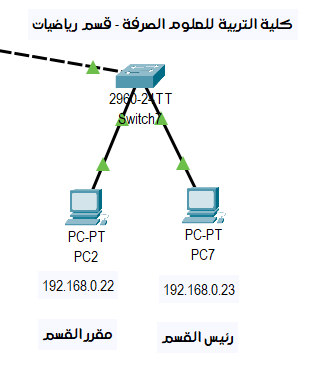 كلية التربية للعلوم الصرفة - قسم رياضيات
2960-24TT
Switch7
PC-PT
PC2
PC-PT
PC7
192.168.0.22
192.168.0.23
مقرر القسم
رئيس القسم